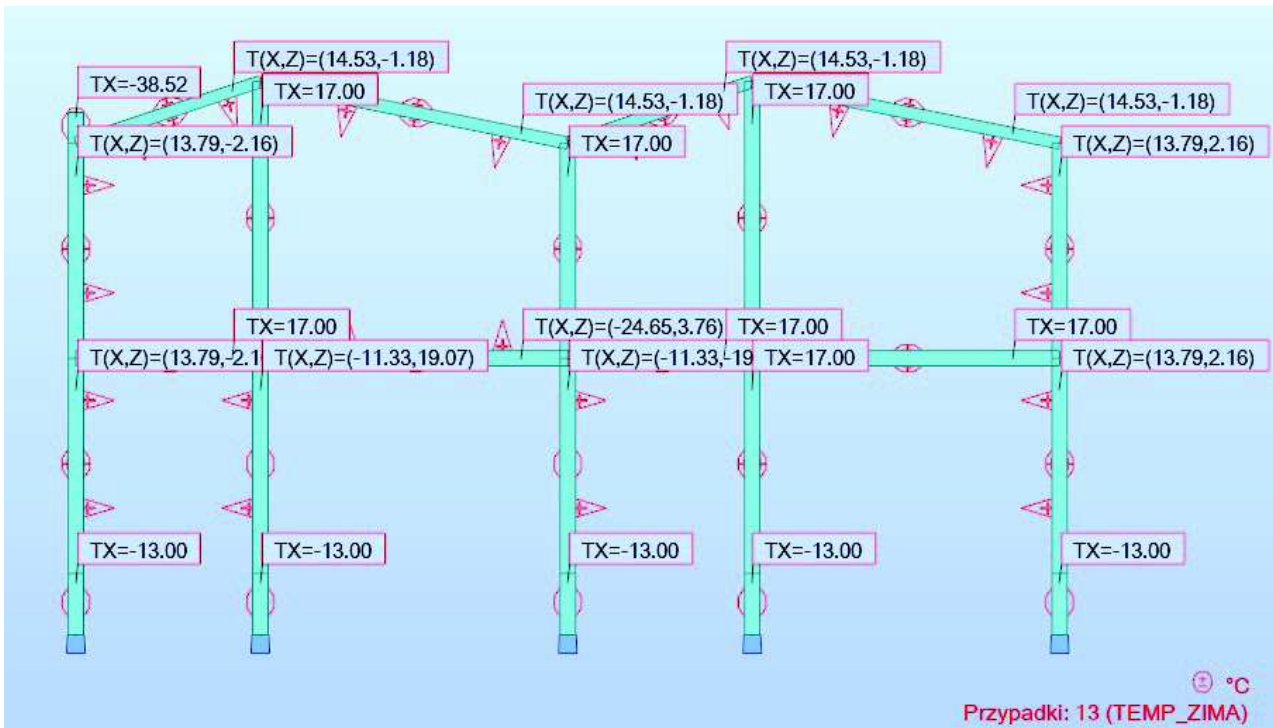 T(X,Z)=(14.53,-1.18)
T(X,Z)=(14.53,-1.18)
TX=-38.52
TX=17.00
TX=17.00
T(X,Z)=(14.53,-1.18)
T(X,Z)=(14.53,-1.18)
T(X,Z)=(13.79,-2.16)
TX=17.00
T(X,Z)=(13.79,2.16)
TX=17.00
T(X,Z)=(-24.65,3.76)
TX=17.00
TX=17.00
T(X,Z)=(13.79,-2.1
T(X,Z)=(-11.33,19.07)
T(X,Z)=(-11.33,-19
TX=17.00
T(X,Z)=(13.79,2.16)
TX=-13.00
TX=-13.00
TX=-13.00
TX=-13.00
TX=-13.00
°C
Przypadki: 13 (TEMP_ZIMA)